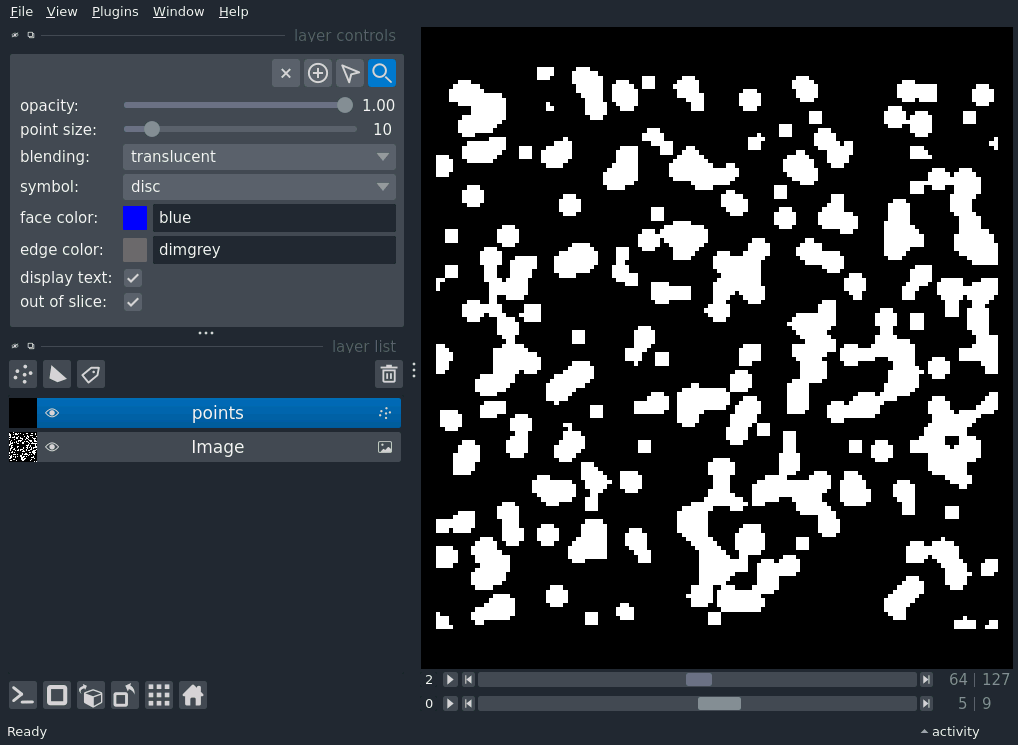 File View Plugins Window Help
layer controls
opacity: 1.00
point size: 10
blending: translucent
symbol: disc
face color: blue
edge color: dimgrey
display text:
out of slice:
layer list
points
Image
2 64 | 127
0 5 | 9
Ready activity